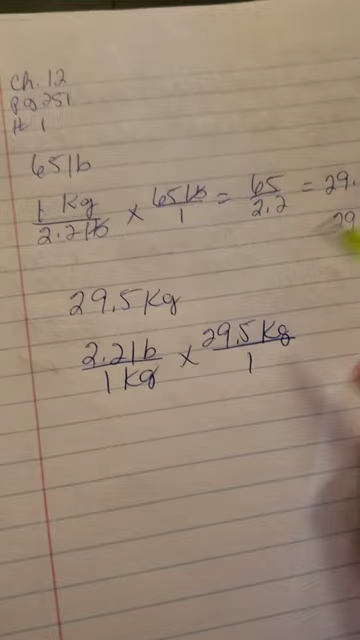 Ch. 12
pg 251
# 1
65 lb
1 Kg / 2.2 lb × 65 lb / 1 = 65 / 2.2 = 29.
29
29.5 Kg
2.2 lb / 1 Kg × 29.5 Kg / 1